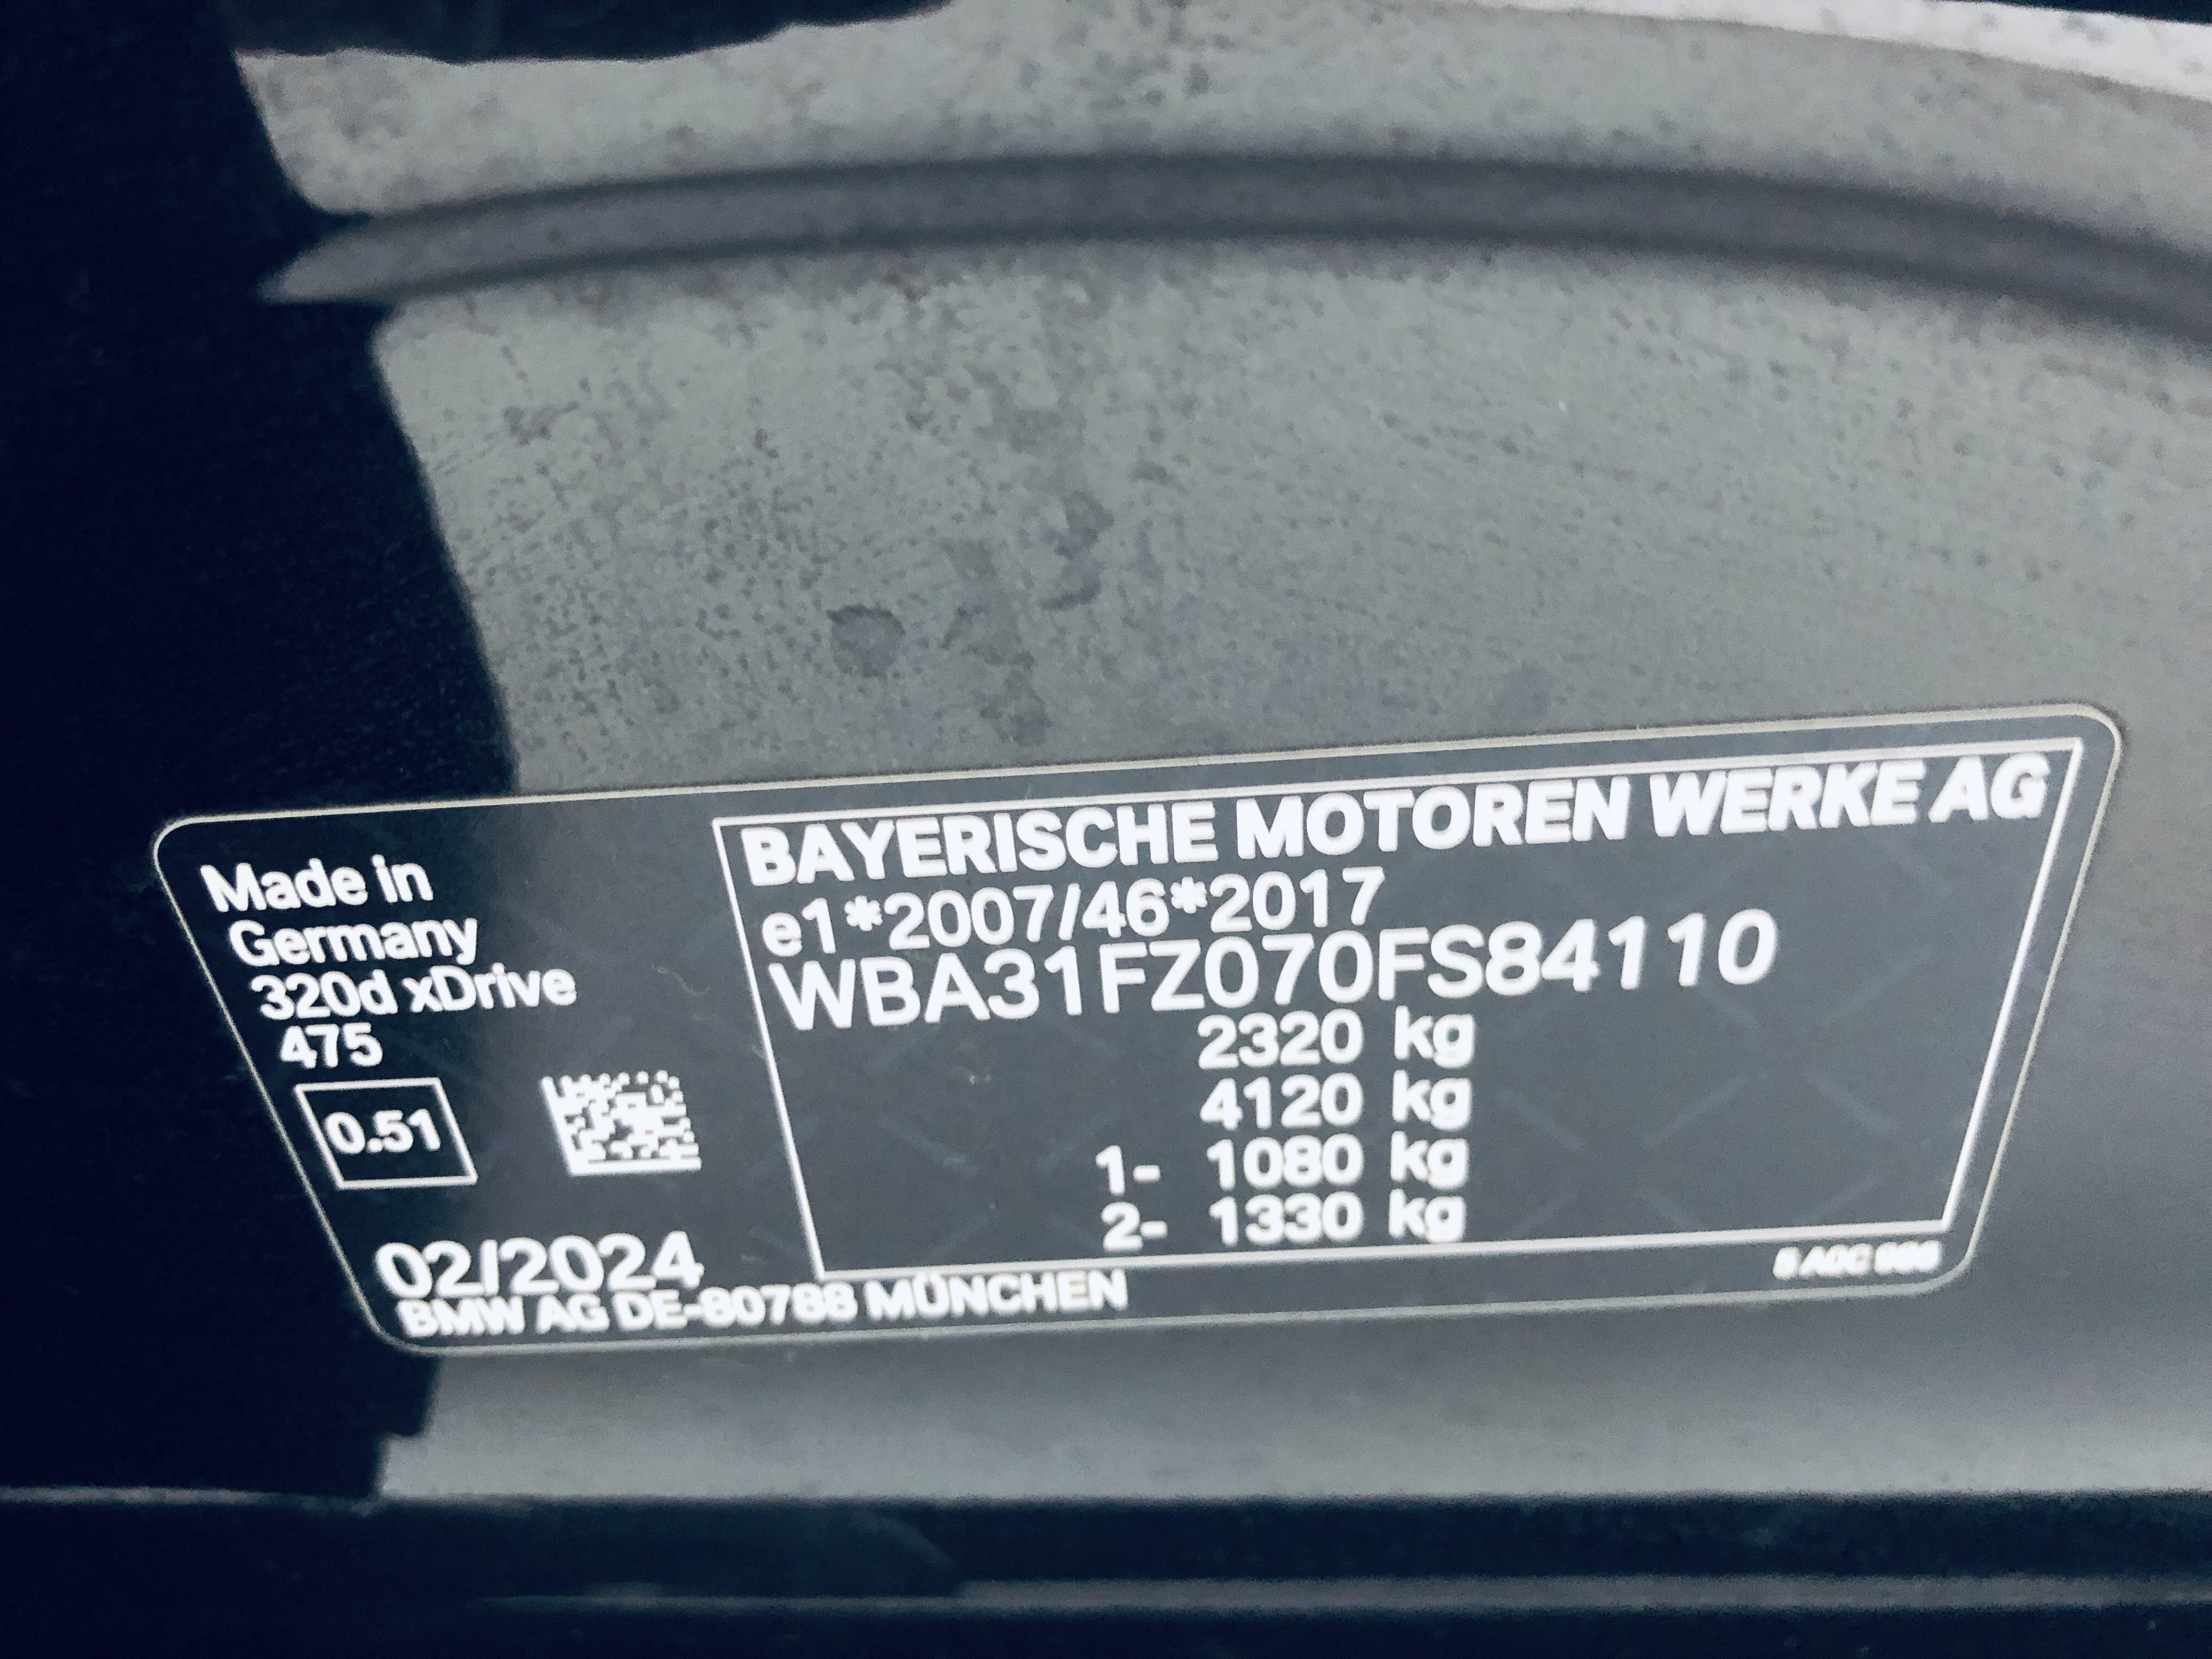 Made in
Germany
320d xDrive
475
0.51
02/2024
BMW AG DE-80788 MÜNCHEN
BAYERISCHE MOTOREN WERKE AG
e1*2007/46*2017
WBA31FZ070FS84110
2320 kg
4120 kg
1- 1080 kg
2- 1330 kg